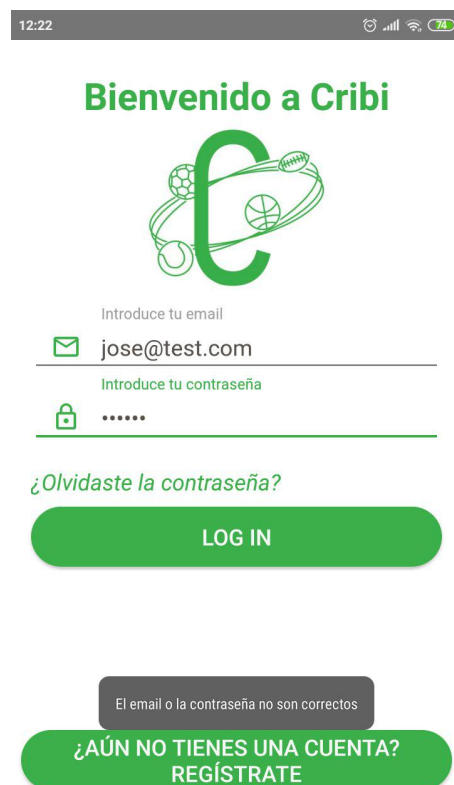 12:22
74
Bienvenido a Cribi
Introduce tu email
jose@test.com
Introduce tu contraseña
••••••
¿Olvidaste la contraseña?
LOG IN
El email o la contraseña no son correctos
¿AÚN NO TIENES UNA CUENTA?
REGÍSTRATE